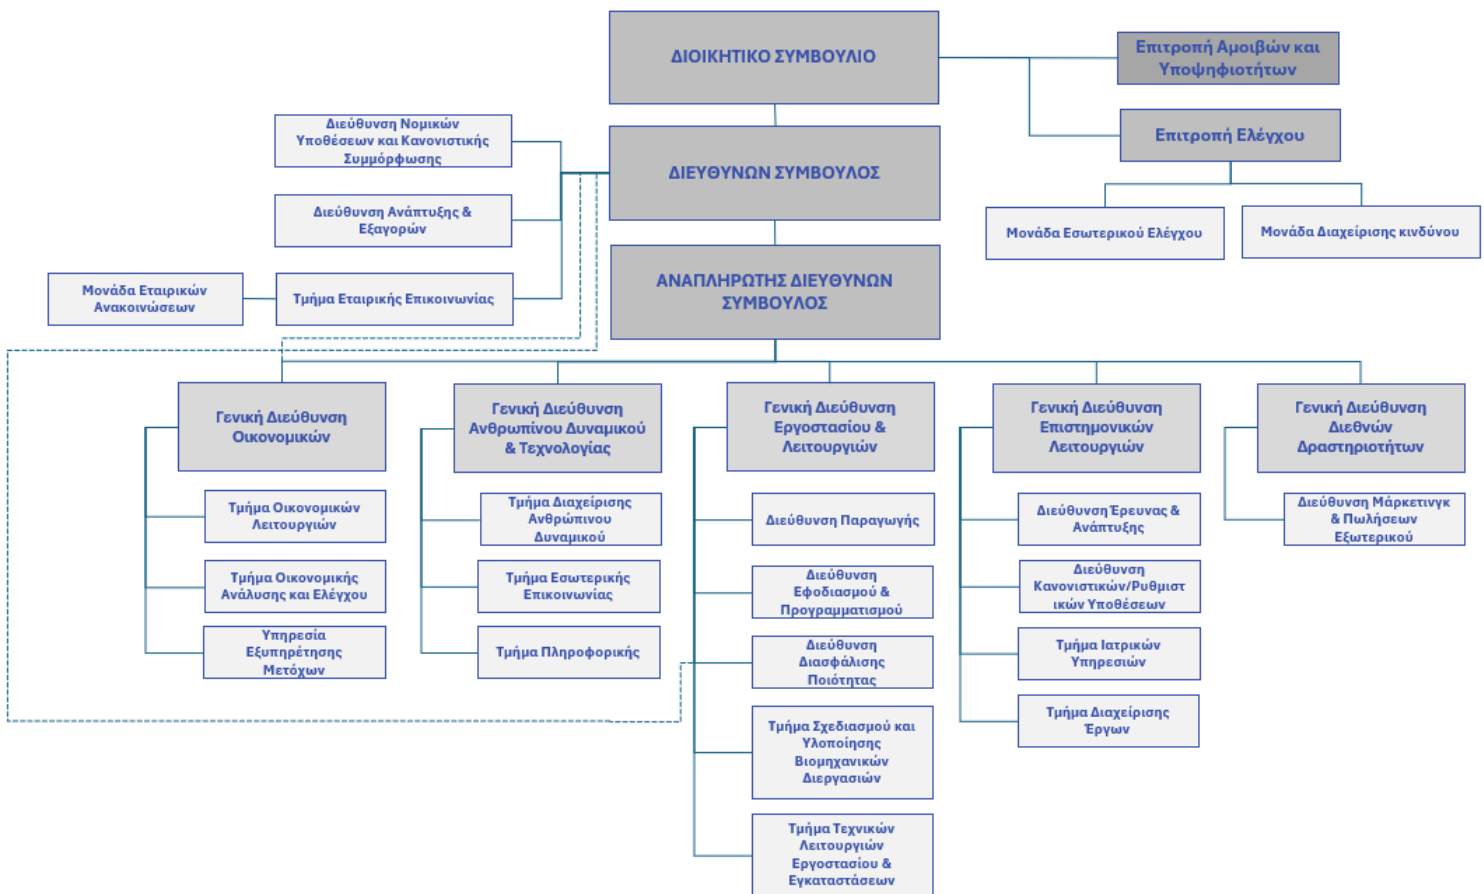 ΔΙΟΙΚΗΤΙΚΟ ΣΥΜΒΟΥΛΙΟ
Επιτροπή Αμοιβών και
Υποψηφιοτήτων
Επιτροπή Ελέγχου
Μονάδα Εσωτερικού Ελέγχου
Μονάδα Διαχείρισης κινδύνου
ΔΙΕΥΘΥΝΩΝ ΣΥΜΒΟΥΛΟΣ
Διεύθυνση Νομικών
Υποθέσεων και Κανονιστικής
Συμμόρφωσης
Διεύθυνση Ανάπτυξης &
Εξαγορών
Τμήμα Εταιρικής Επικοινωνίας
Μονάδα Εταιρικών
Ανακοινώσεων
ΑΝΑΠΛΗΡΩΤΗΣ ΔΙΕΥΘΥΝΩΝ
ΣΥΜΒΟΥΛΟΣ
Γενική Διεύθυνση
Οικονομικών
Τμήμα Οικονομικών
Λειτουργιών
Τμήμα Οικονομικής
Ανάλυσης και Ελέγχου
Υπηρεσία
Εξυπηρέτησης
Μετόχων
Γενική Διεύθυνση
Ανθρωπίνου Δυναμικού
& Τεχνολογίας
Τμήμα Διαχείρισης
Ανθρώπινου
Δυναμικού
Τμήμα Εσωτερικής
Επικοινωνίας
Τμήμα Πληροφορικής
Γενική Διεύθυνση
Εργοστασίου &
Λειτουργιών
Διεύθυνση Παραγωγής
Διεύθυνση
Εφοδιασμού &
Προγραμματισμού
Διεύθυνση
Διασφάλισης
Ποιότητας
Τμήμα Σχεδιασμού και
Υλοποίησης
Βιομηχανικών
Διεργασιών
Τμήμα Τεχνικών
Λειτουργιών
Εργοστασίου &
Εγκαταστάσεων
Γενική Διεύθυνση
Επιστημονικών
Λειτουργιών
Διεύθυνση Έρευνας &
Ανάπτυξης
Διεύθυνση
Κανονιστικών/Ρυθμιστ
ικών Υποθέσεων
Τμήμα Ιατρικών
Υπηρεσιών
Τμήμα Διαχείρισης
Έργων
Γενική Διεύθυνση
Διεθνών
Δραστηριοτήτων
Διεύθυνση Μάρκετινγκ
& Πωλήσεων
Εξωτερικού